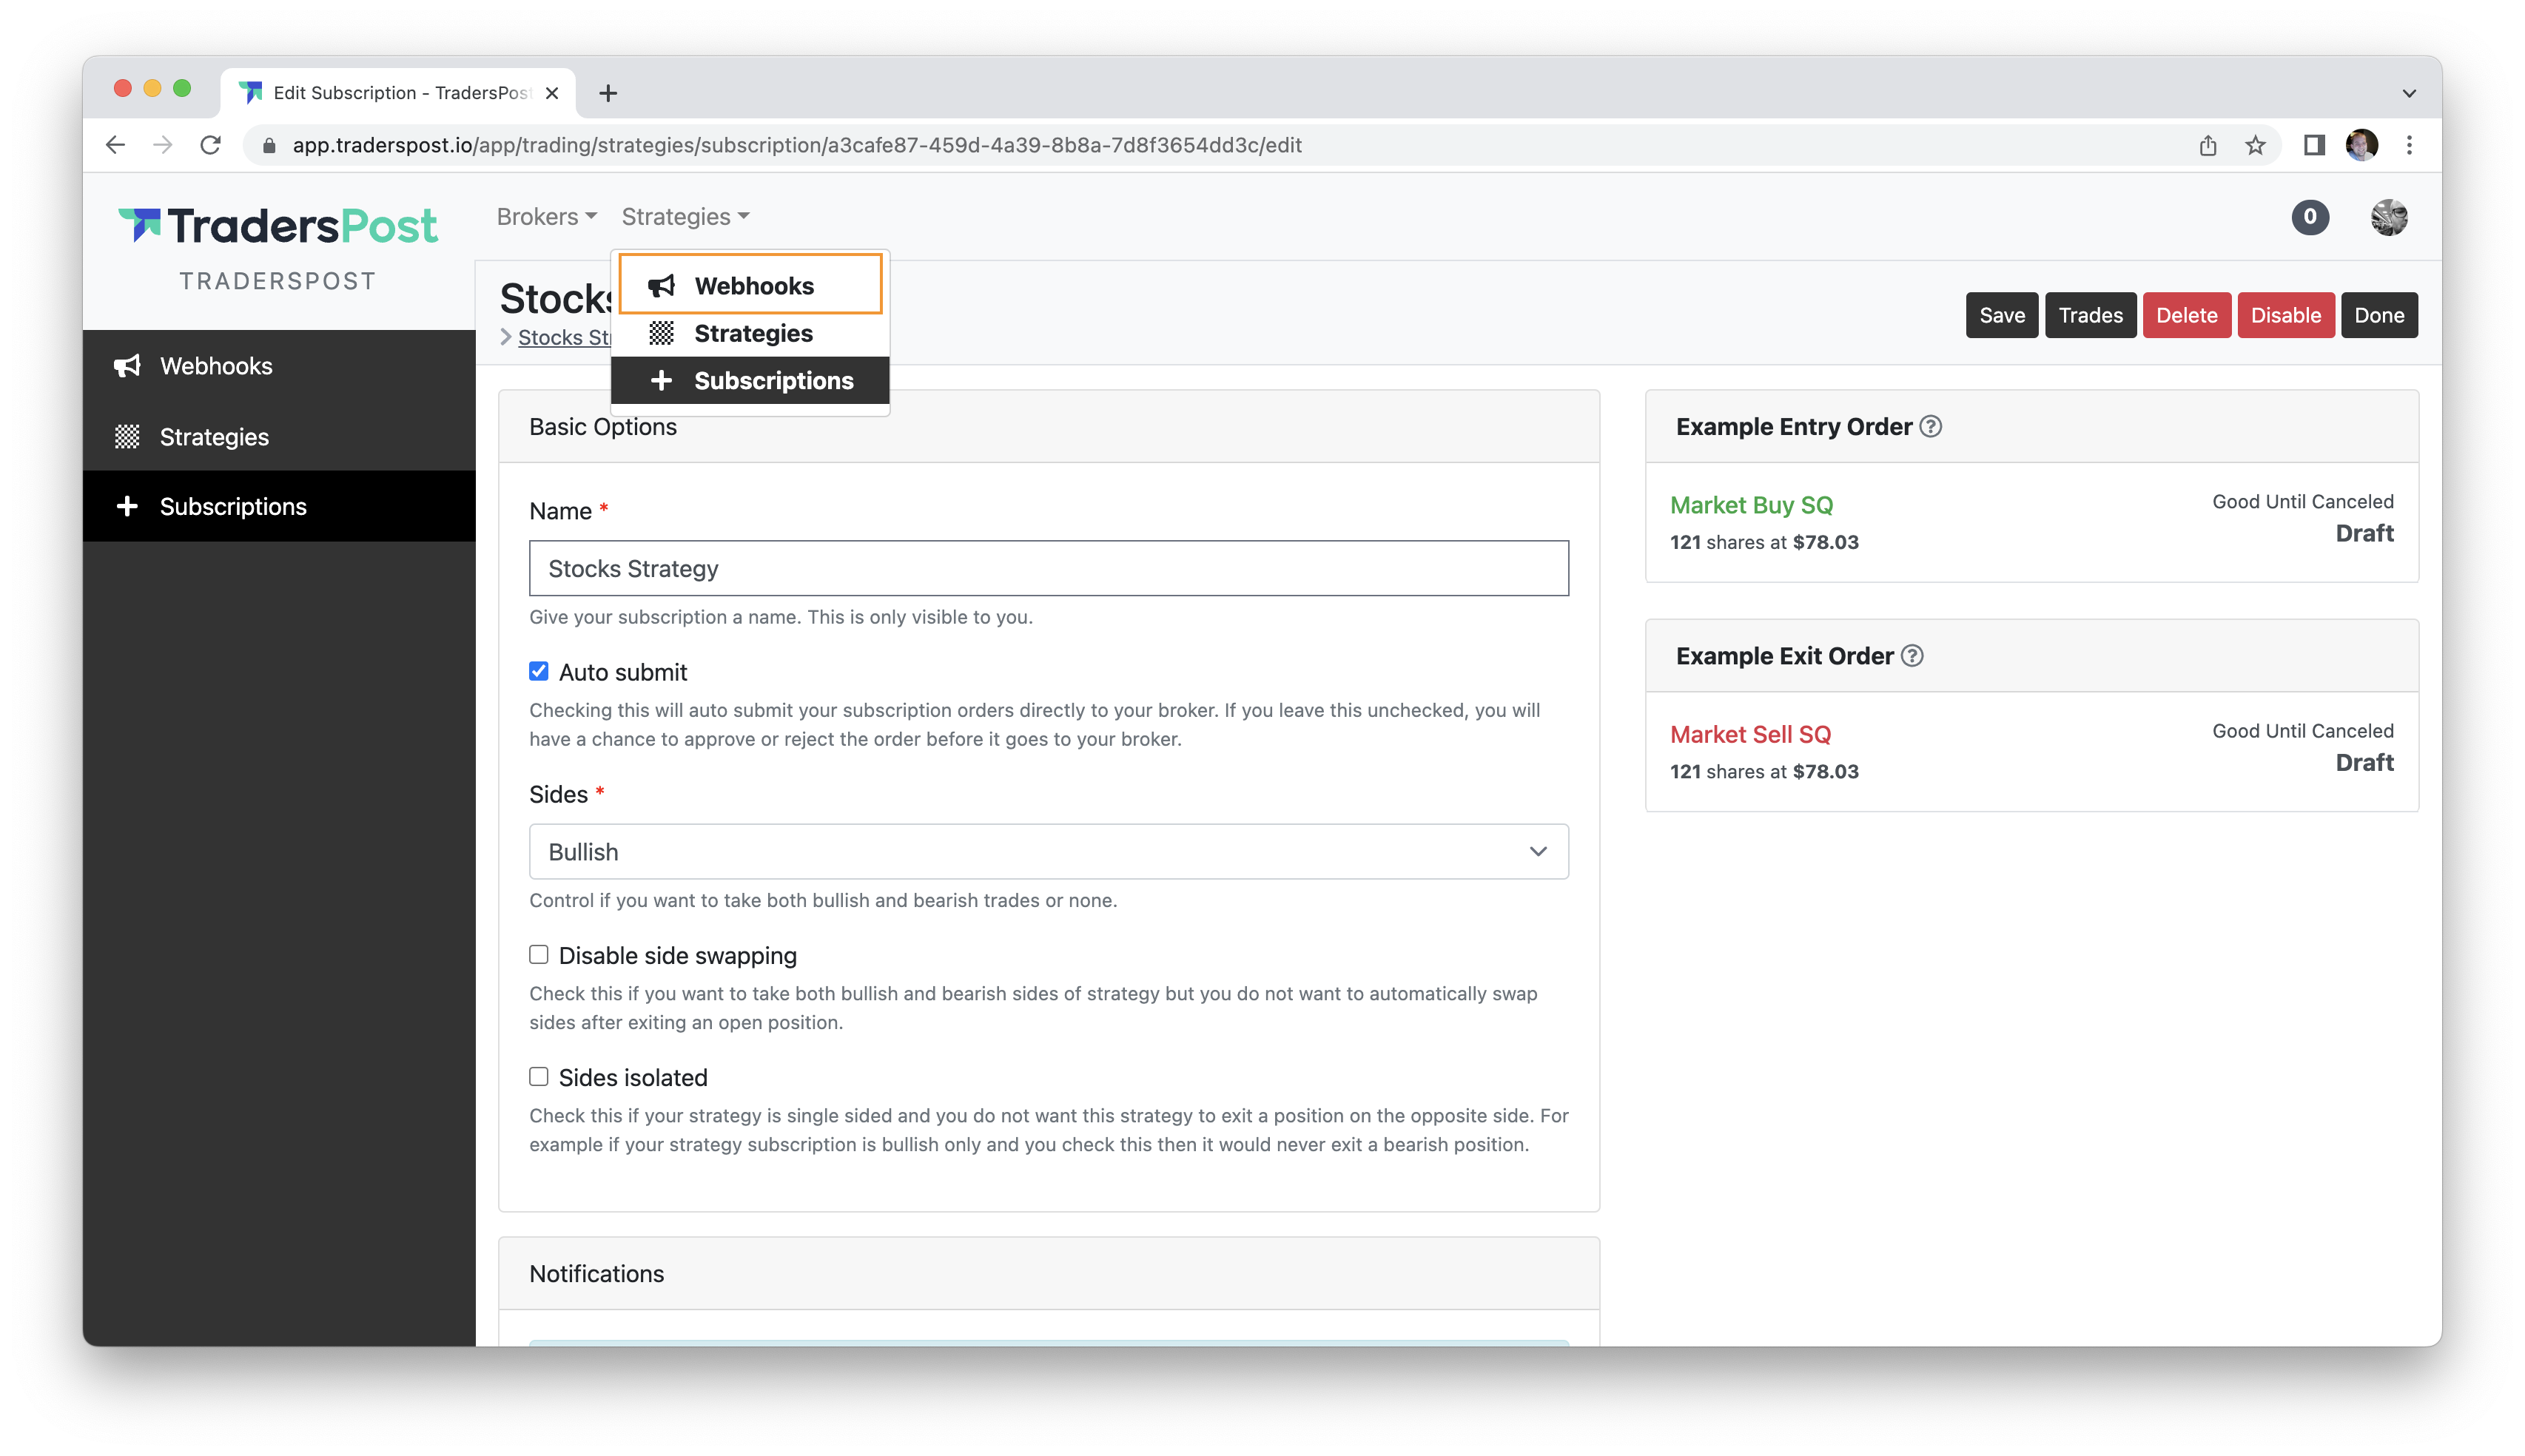 Edit Subscription - TradersPost
app.traderspost.io/app/trading/strategies/subscription/a3cafe87-459d-4a39-8b8a-7d8f3654dd3c/edit
TradersPost
TRADERSPOST
Brokers
Strategies
0
Webhooks
Strategies
Subscriptions
Stocks
Stocks
Save
Trades
Delete
Disable
Done
Webhooks
Strategies
Subscriptions
Basic Options
Name *
Stocks Strategy
Give your subscription a name. This is only visible to you.
Auto submit
Checking this will auto submit your subscription orders directly to your broker. If you leave this unchecked, you will
have a chance to approve or reject the order before it goes to your broker.
Sides *
Bullish
Control if you want to take both bullish and bearish trades or none.
Disable side swapping
Check this if you want to take both bullish and bearish sides of strategy but you do not want to automatically swap
sides after exiting an open position.
Sides isolated
Check this if your strategy is single sided and you do not want this strategy to exit a position on the opposite side. For
example if your strategy subscription is bullish only and you check this then it would never exit a bearish position.
Notifications
Example Entry Order
Market Buy SQ
Good Until Canceled
121 shares at $78.03
Draft
Example Exit Order
Market Sell SQ
Good Until Canceled
121 shares at $78.03
Draft